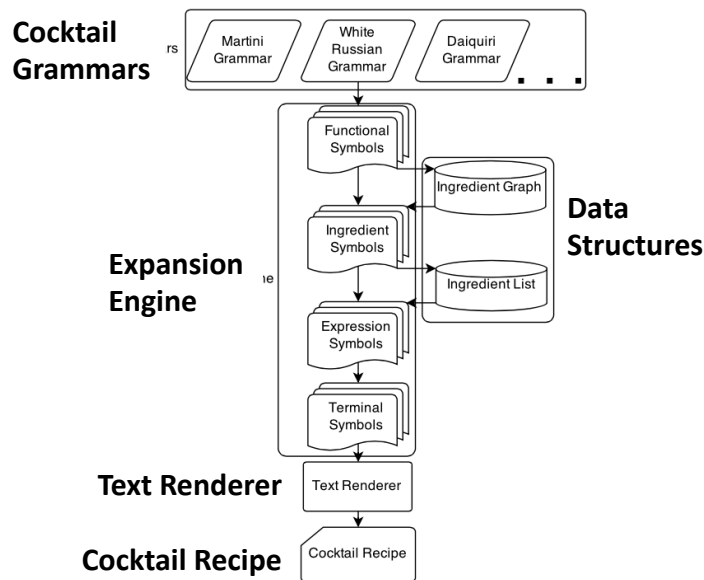 Cocktail
Grammars
rs
Martini
Grammar
White
Russian
Grammar
Daiquiri
Grammar
. . .
Functional
Symbols
Ingredient Graph
Data
Structures
Ingredient
Symbols
Expansion
Engine
ne
Ingredient List
Expression
Symbols
Terminal
Symbols
Text Renderer
Text Renderer
Cocktail Recipe
Cocktail Recipe